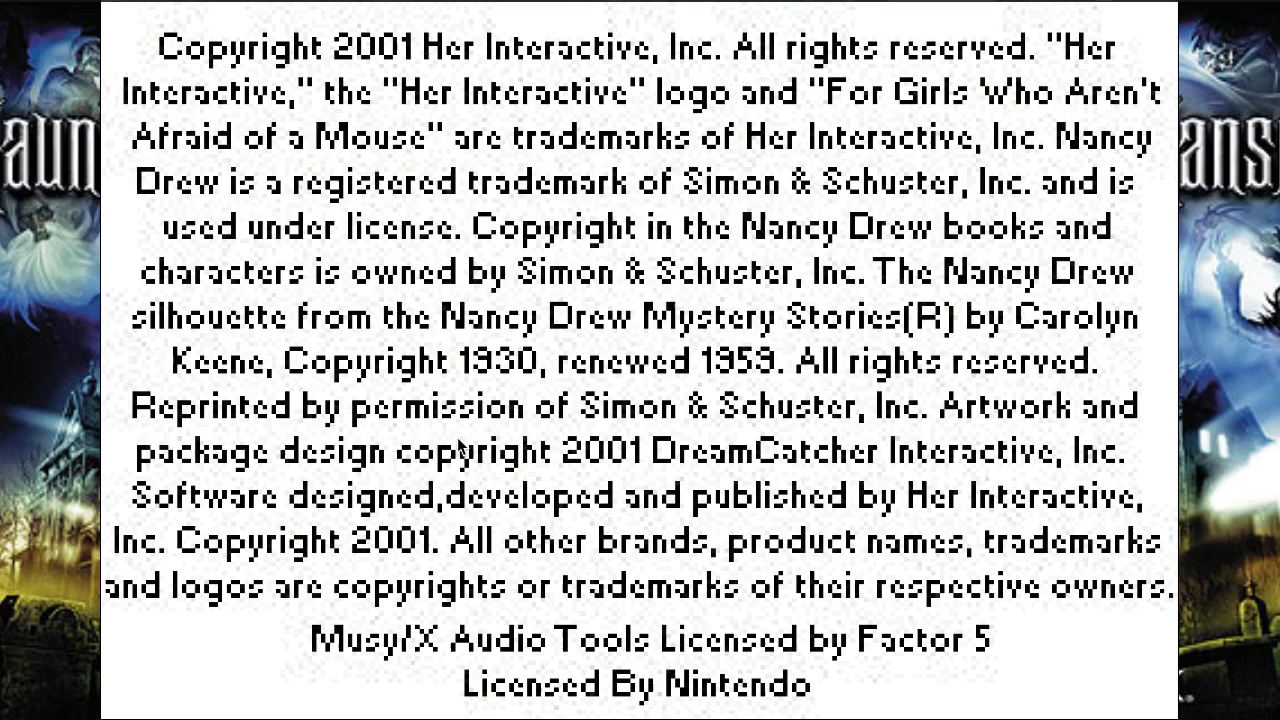 Copyright 2001 Her Interactive, Inc. All rights reserved. "Her
Interactive," the "Her Interactive" logo and "For Girls Who Aren't
Afraid of a Mouse" are trademarks of Her Interactive, Inc. Nancy
Drew is a registered trademark of Simon & Schuster, Inc. and is
used under license. Copyright in the Nancy Drew books and
characters is owned by Simon & Schuster, Inc. The Nancy Drew
silhouette from the Nancy Drew Mystery Stories(R) by Carolyn
Keene, Copyright 1930, renewed 1959. All rights reserved.
Reprinted by permission of Simon & Schuster, Inc. Artwork and
package design copyright 2001 DreamCatcher Interactive, Inc.
Software designed,developed and published by Her Interactive,
Inc. Copyright 2001. All other brands, product names, trademarks
and logos are copyrights or trademarks of their respective owners.
MusyX Audio Tools Licensed by Factor 5
Licensed By Nintendo